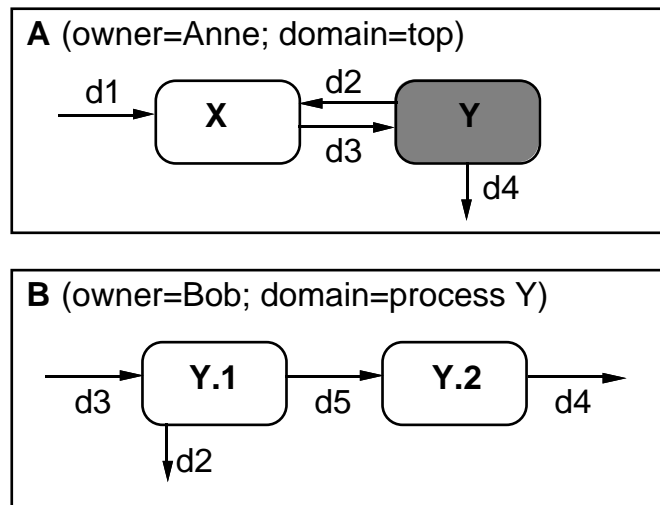 A (owner=Anne; domain=top)
d1
X
d2
d3
Y
d4
B (owner=Bob; domain=process Y)
d3
Y.1
d2
d5
Y.2
d4